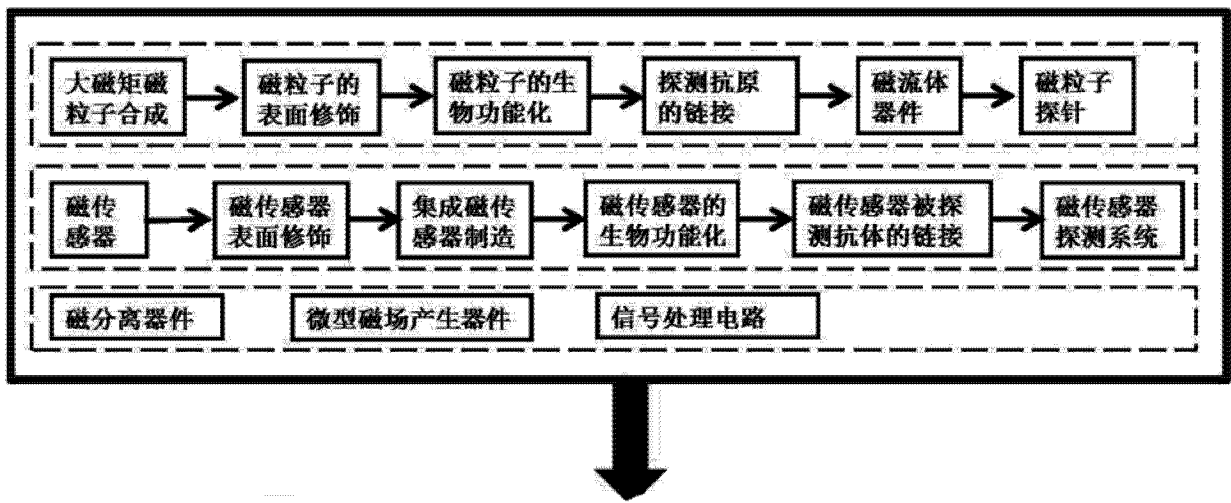 大磁矩磁
粒子合成
磁粒子的
表面修饰
磁粒子的生
物功能化
探测抗原
的链接
磁流体
器件
磁粒子
探针
磁传
感器
磁传感器
表面修饰
集成磁传
感器制造
磁传感器的
生物功能化
磁传感器被探
测抗体的链接
磁传感器
探测系统
磁分离器件
微型磁场产生器件
信号处理电路